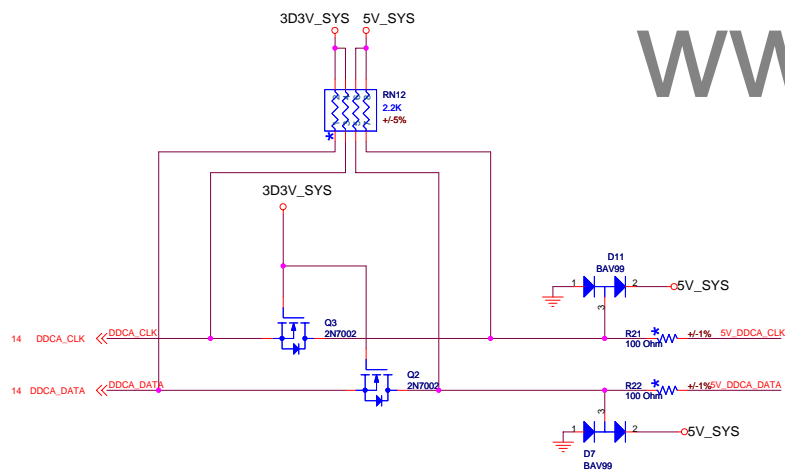 3D3V_SYS 5V_SYS
WW
RN12
2.2K
+/-5%
*
3D3V_SYS
D11
BAV99
1 2 5V_SYS
3
Q3
2N7002
R21 * +/-1% 5V_DDCA_CLK
100 Ohm
14 DDCA_CLK DDCA_CLK
Q2
2N7002
R22 * +/-1% 5V_DDCA_DATA
100 Ohm
14 DDCA_DATA DDCA_DATA
3
1 2 5V_SYS
D7
BAV99